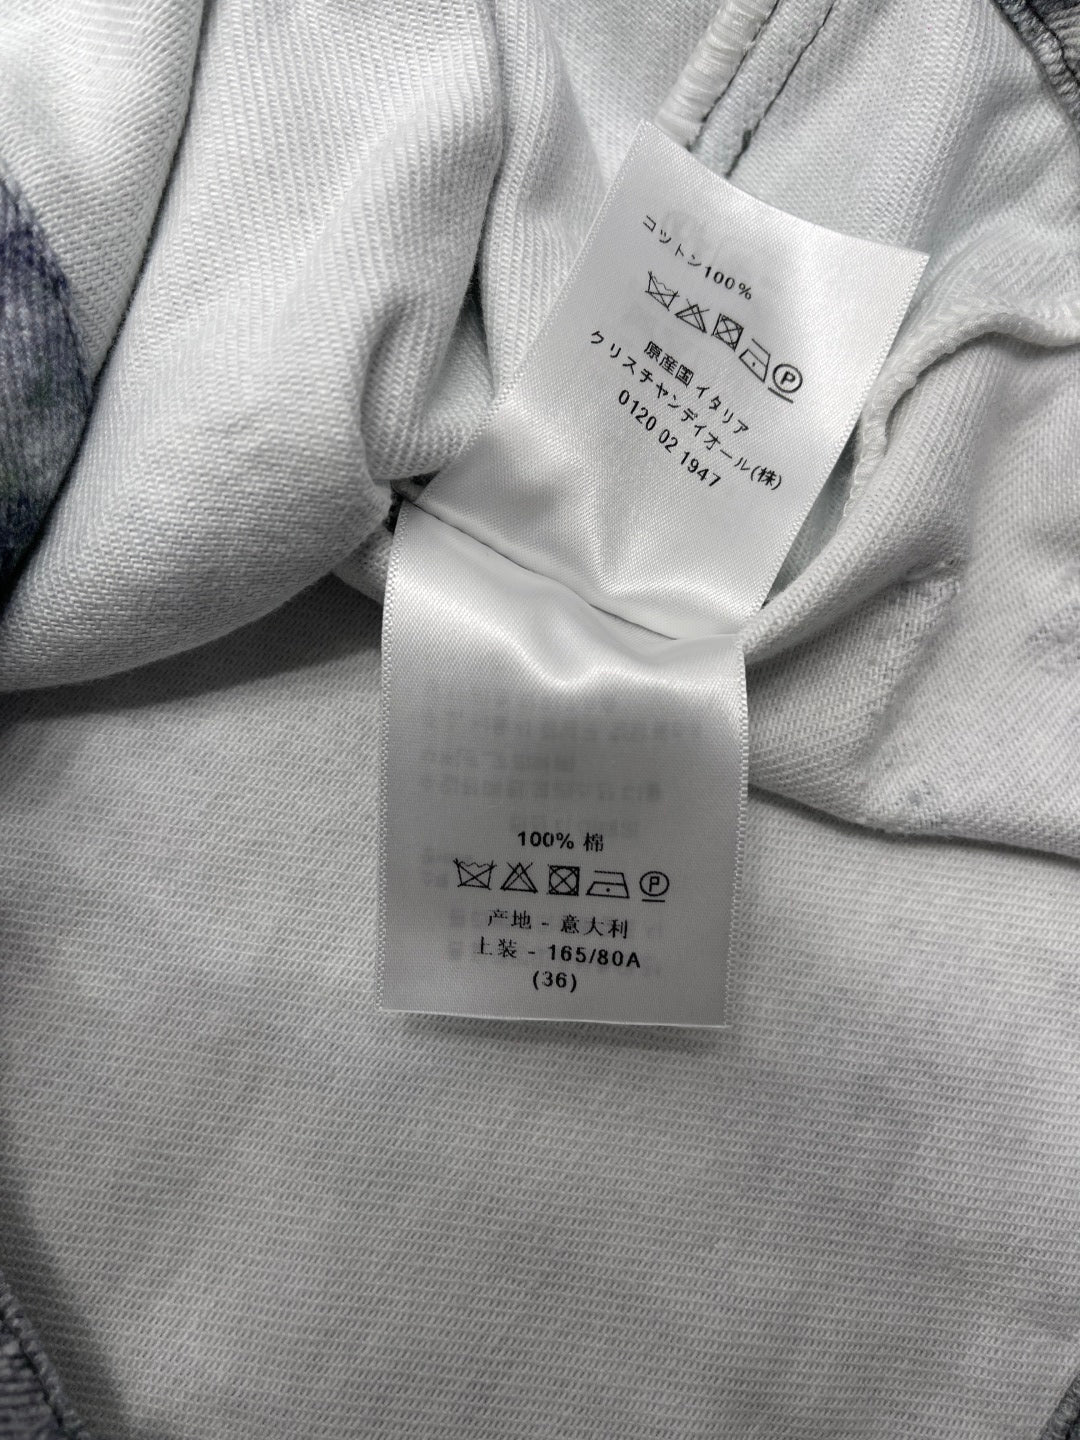 コットン100%
P
原産国 イタリア
クリスチャンディオール(株)
0120 02 1947
100% 棉
P
产地 - 意大利
上装 - 165/80A
(36)